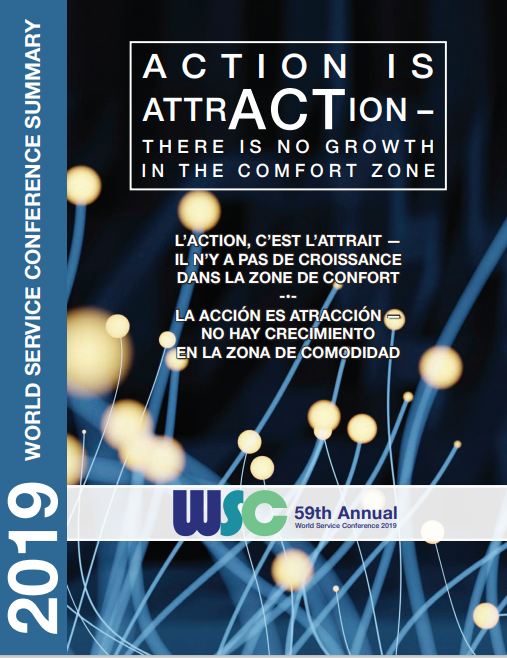 2019 WORLD SERVICE CONFERENCE SUMMARY
ACTION IS
ATTRACTION –
THERE IS NO GROWTH
IN THE COMFORT ZONE
L'ACTION, C'EST L'ATTRAIT —
IL N'Y A PAS DE CROISSANCE
DANS LA ZONE DE CONFORT
-•-
LA ACCIÓN ES ATRACCIÓN —
NO HAY CRECIMIENTO
EN LA ZONA DE COMODIDAD
WSC
59th Annual
World Service Conference 2019